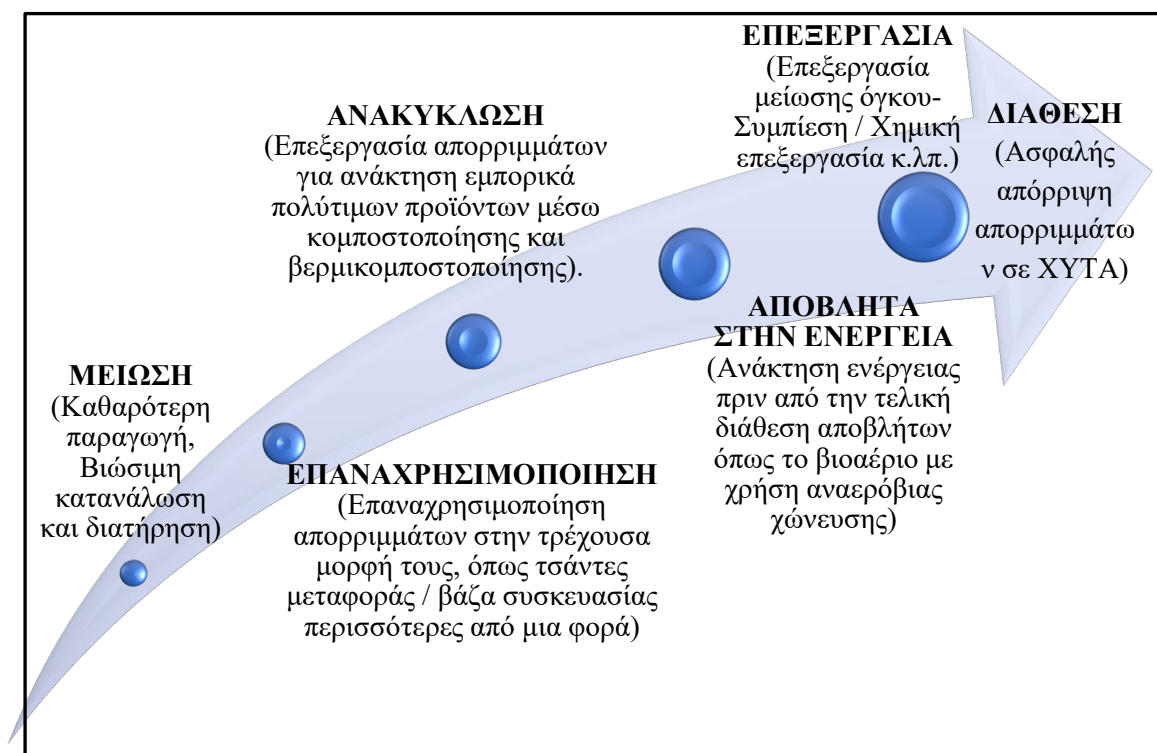 ΜΕΙΩΣΗ
(Καθαρότερη
παραγωγή,
Βιώσιμη
κατανάλωση
και διατήρηση)
ΕΠΑΝΑΧΡΗΣΙΜΟΠΟΙΗΣΗ
(Επαναχρησιμοποίηση
απορριμμάτων στην τρέχουσα
μορφή τους, όπως τσάντες
μεταφοράς / βάζα συσκευασίας
περισσότερες από μια φορά)
ΑΝΑΚΥΚΛΩΣΗ
(Επεξεργασία απορριμμάτων
για ανάκτηση εμπορικά
πολύτιμων προϊόντων μέσω
κομποστοποίησης και
βερμικομποστοποίησης).
ΑΠΟΒΛΗΤΑ
ΣΤΗΝ ΕΝΕΡΓΕΙΑ
(Ανάκτηση ενέργειας
πριν από την τελική
διάθεση αποβλήτων
όπως το βιοαέριο με
χρήση αναερόβιας
χώνευσης)
ΕΠΕΞΕΡΓΑΣΙΑ
(Επεξεργασία
μείωσης όγκου-
Συμπίεση / Χημική
επεξεργασία κ.λπ.)
ΔΙΑΘΕΣΗ
(Ασφαλής
απόρριψη
απορριμμάτω
ν σε ΧΥΤΑ)